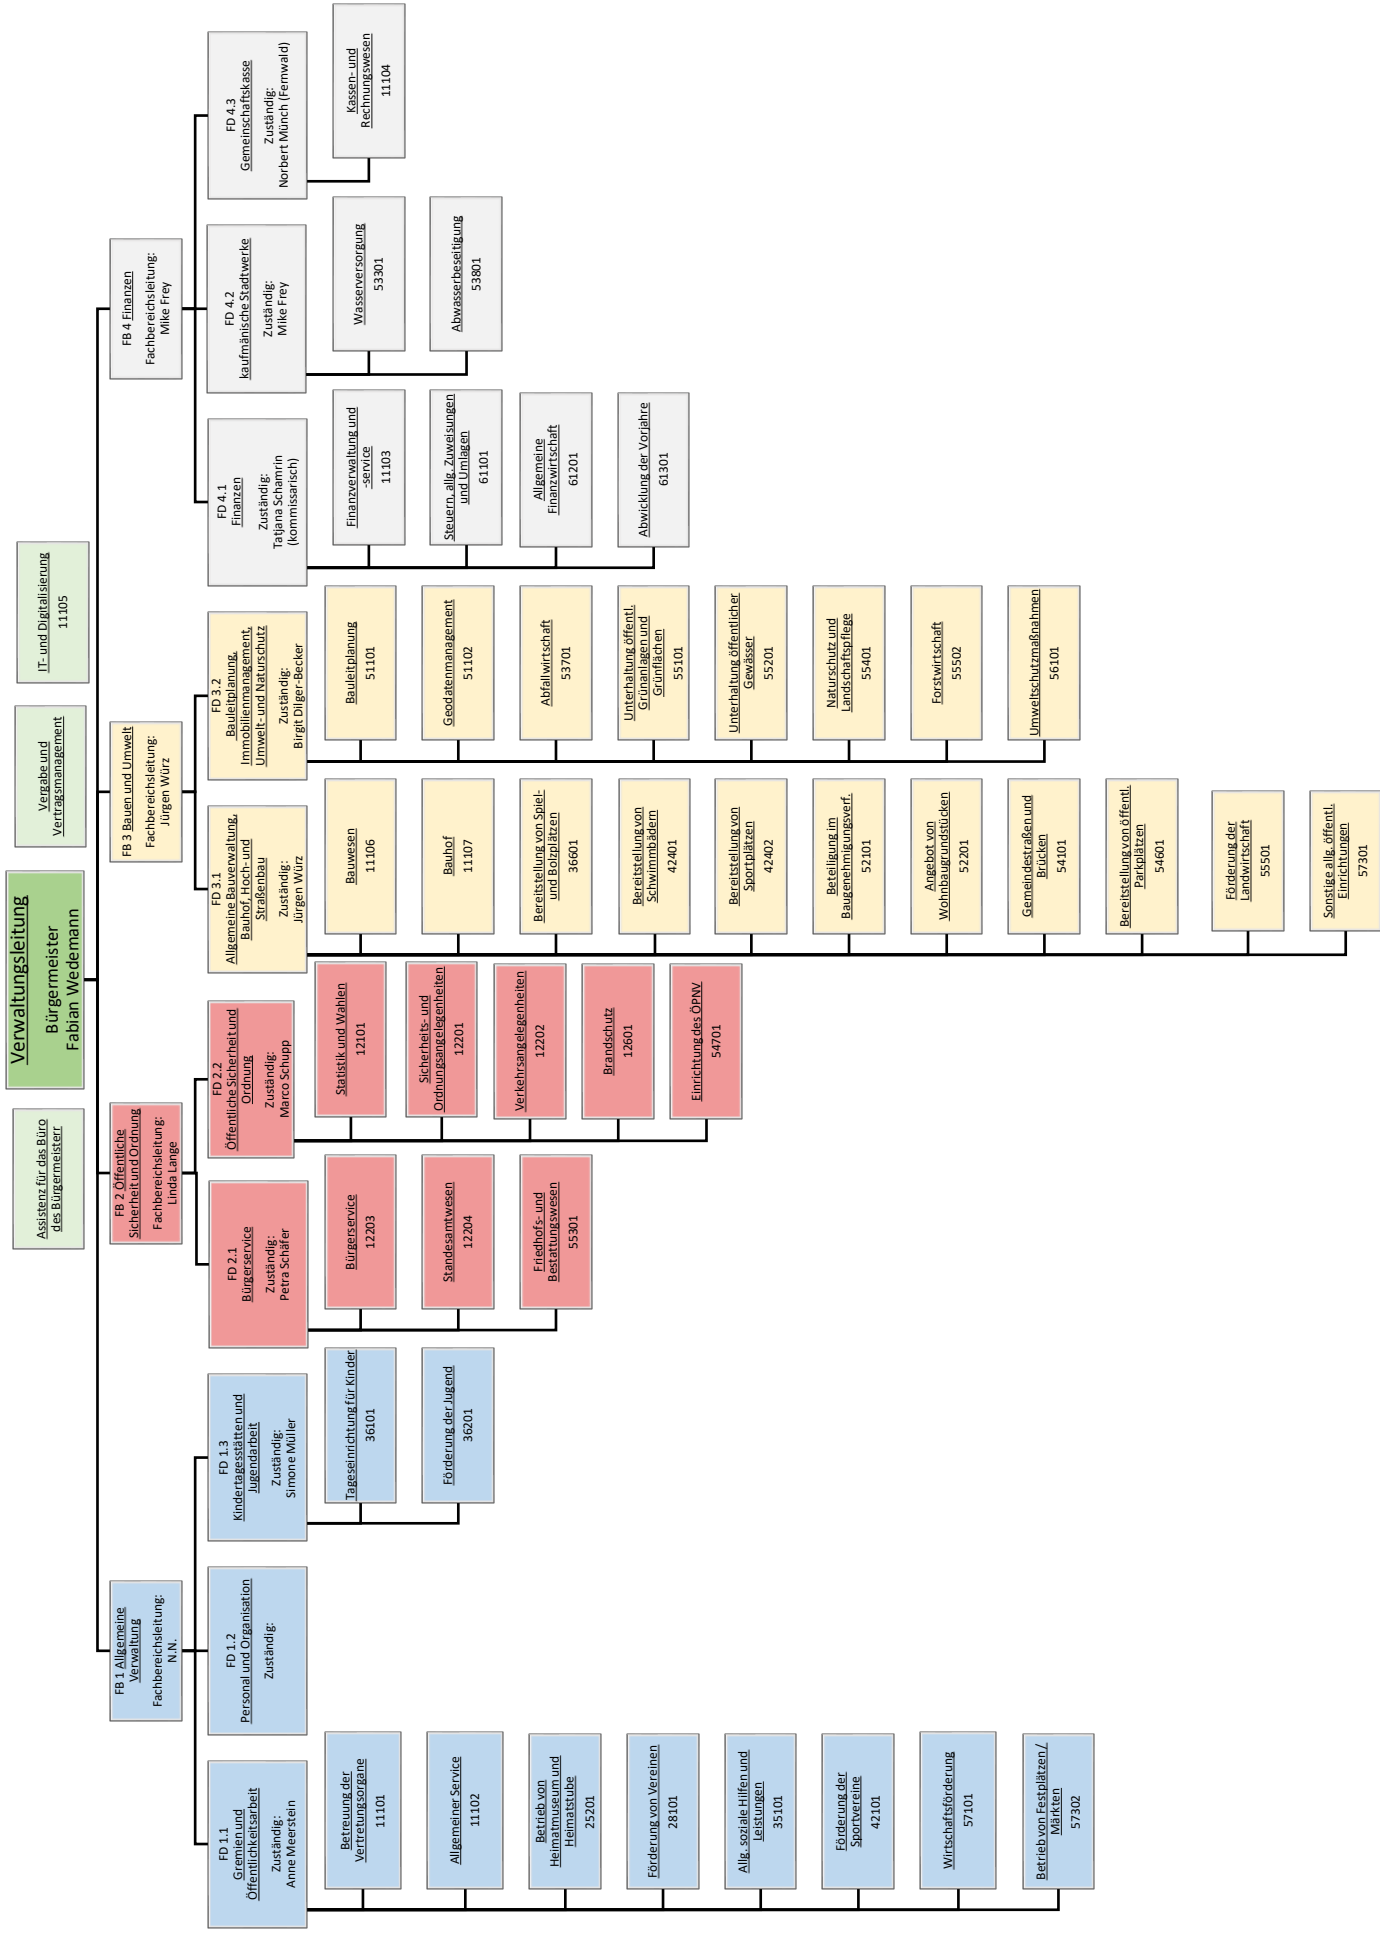 Verwaltungsleitung
Bürgermeister
Fabian Wedemann
Assistenz für das Büro
des Bürgermeisterr
Vergabe und
Vertragsmanagement
IT- und Digitalisierung
11105
FB 1 Allgemeine
Verwaltung
Fachbereichsleitung:
N.N.
FB 2 Öffentliche
Sicherheit und Ordnung
Fachbereichsleitung:
Linda Lange
FB 3 Bauen und Umwelt
Fachbereichsleitung:
Jürgen Würz
FB 4 Finanzen
Fachbereichsleitung:
Mike Frey
FD 1.1
Gremien und
Öffentlichkeitsarbeit
Zuständig:
Anne Meerstein
FD 1.2
Personal und Organisation
Zuständig:
FD 1.3
Kindertagesstätten und
Jugendarbeit
Zuständig:
Simone Müller
FD 2.1
Bürgerservice
Zuständig:
Petra Schäfer
FD 2.2
Öffentliche Sicherheit und
Ordnung
Zuständig:
Marco Schupp
FD 3.1
Allgemeine Bauverwaltung,
Bauhof, Hoch- und
Straßenbau
Zuständig:
Jürgen Würz
FD 3.2
Bauleitplanung,
Immobilienmanagement,
Umwelt- und Naturschutz
Zuständig:
Birgit Dilger-Becker
FD 4.1
Finanzen
Zuständig:
Tatjana Schamrin
(kommissarisch)
FD 4.2
kaufmänische Stadtwerke
Zuständig:
Mike Frey
FD 4.3
Gemeinschaftskasse
Zuständig:
Norbert Münch (Fernwald)
Betreuung der
Vertretungsorgane
11101
Allgemeiner Service
11102
Betrieb von
Heimatmuseum und
Heimatstube
25201
Förderung von Vereinen
28101
Allg. soziale Hilfen und
Leistungen
35101
Förderung der
Sportvereine
42101
Wirtschaftsförderung
57101
Betrieb von Festplätzen /
Märkten
57302
Tageseinrichtung für Kinder
36101
Förderung der Jugend
36201
Bürgerservice
12203
Standesamtwesen
12204
Friedhofs- und
Bestattungswesen
55301
Statistik und Wahlen
12101
Sicherheits- und
Ordnungsangelegenheiten
12201
Verkehrsangelegenheiten
12202
Brandschutz
12601
Einrichtung des ÖPNV
54701
Bauwesen
11106
Bauhof
11107
Bereitstellung von Spiel-
und Bolzplätzen
36601
Bereitstellung von
Schwimmbädern
42401
Bereitstellung von
Sportplätzen
42402
Beteiligung im
Baugenehmigungsverf.
52101
Angebot von
Wohnbaugrundstücken
52201
Gemeindestraßen und
Brücken
54101
Bereitstellung von öffentl.
Parkplätzen
54601
Förderung der
Landwirtschaft
55501
Sonstige allg. öffentl.
Einrichtungen
57301
Bauleitplanung
51101
Geodatenmanagement
51102
Abfallwirtschaft
53701
Unterhaltung öffentl.
Grünanlagen und
Grünflächen
55101
Unterhaltung öffentlicher
Gewässer
55201
Naturschutz und
Landschaftspflege
55401
Forstwirtschaft
55502
Umweltschutzmaßnahmen
56101
Finanzverwaltung und
-service
11103
Steuern, allg. Zuweisungen
und Umlagen
61101
Allgemeine
Finanzwirtschaft
61201
Abwicklung der Vorjahre
61301
Wasserversorgung
53301
Abwasserbeseitigung
53801
Kassen- und
Rechnungswesen
11104